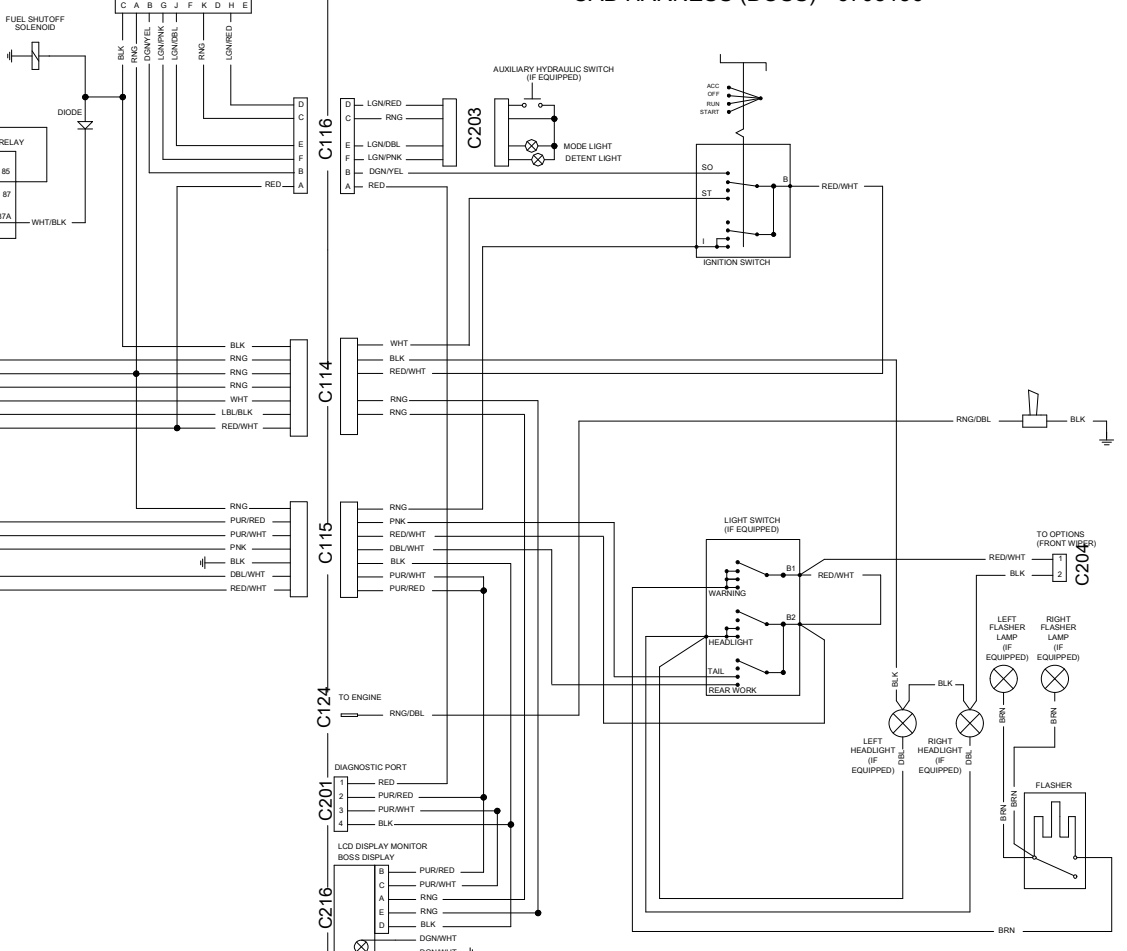 CAB HARNESS (BOSS) - 6708180
C A B G J F K D H E
FUEL SHUTOFF
SOLENOID
BLK
RNG
DGN/YEL
LGN/PNK
LGN/DBL
RNG
LGN/RED
DIODE
RELAY
85
87
87A
WHT/BLK
RED
D
C
E
F
B
A
C116
D
C
E
F
B
A
LGN/RED
RNG
LGN/DBL
LGN/PNK
DGN/YEL
RED
C203
AUXILIARY HYDRAULIC SWITCH
(IF EQUIPPED)
MODE LIGHT
DETENT LIGHT
ACC
OFF
RUN
START
SO
ST
I
B
RED/WHT
IGNITION SWITCH
BLK
RNG
RNG
RNG
WHT
LBL/BLK
RED/WHT
C114
WHT
BLK
RED/WHT
RNG
RNG
RNG/DBL
BLK
RNG
PUR/RED
PUR/WHT
PNK
BLK
DBL/WHT
RED/WHT
C115
RNG
PNK
RED/WHT
DBL/WHT
BLK
PUR/WHT
PUR/RED
LIGHT SWITCH
(IF EQUIPPED)
B1
RED/WHT
WARNING
B2
HEADLIGHT
TAIL
REAR WORK
TO OPTIONS
(FRONT WIPER)
RED/WHT
BLK
1
2
C204
LEFT
FLASHER
LAMP
(IF
EQUIPPED)
RIGHT
FLASHER
LAMP
(IF
EQUIPPED)
BLK
BLK
BRN
BRN
LEFT
HEADLIGHT
(IF
EQUIPPED)
DBL
RIGHT
HEADLIGHT
(IF
EQUIPPED)
DBL
FLASHER
BRN
BRN
BRN
C124
TO ENGINE
RNG/DBL
C201
DIAGNOSTIC PORT
1
2
3
4
RED
PUR/RED
PUR/WHT
BLK
LCD DISPLAY MONITOR
BOSS DISPLAY
C216
B
C
A
E
D
PUR/RED
PUR/WHT
RNG
RNG
BLK
DGN/WHT